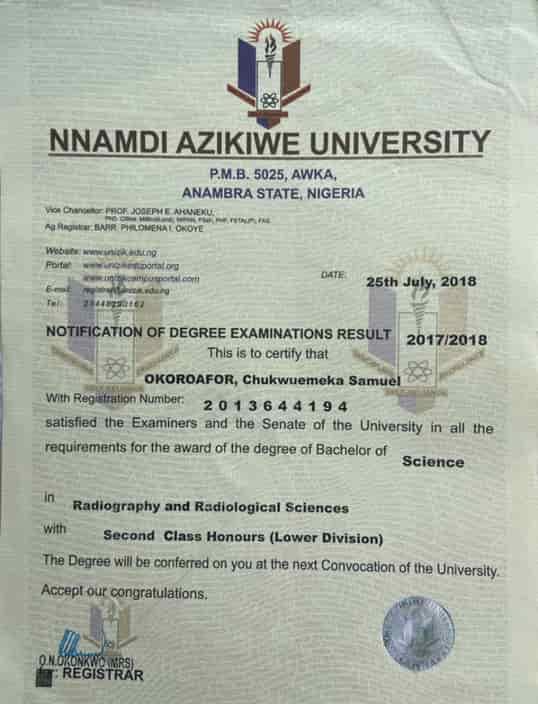 NNAMDI AZIKIWE UNIVERSITY
P.M.B. 5025, AWKA,
ANAMBRA STATE, NIGERIA
Vice Chancellor: PROF. JOSEPH E. AHANEKU,
Ag Registrar: BARR. PHILOMENA I. OKOYE
Website: www.unizik.edu.ng
Portal: www.unizikedportal.org
www.unizikcampusportal.com
E-mail: registrar@unizik.edu.ng
Tel:
DATE: 25th July, 2018
NOTIFICATION OF DEGREE EXAMINATIONS RESULT 2017/2018
This is to certify that
OKOROAFOR, Chukwuemeka Samuel
With Registration Number: 2013644194
satisfied the Examiners and the Senate of the University in all the
requirements for the award of the degree of Bachelor of Science
in Radiography and Radiological Sciences
with Second Class Honours (Lower Division)
The Degree will be conferred on you at the next Convocation of the University.
Accept our congratulations.
O.N.OKONKWO (MRS)
for: REGISTRAR